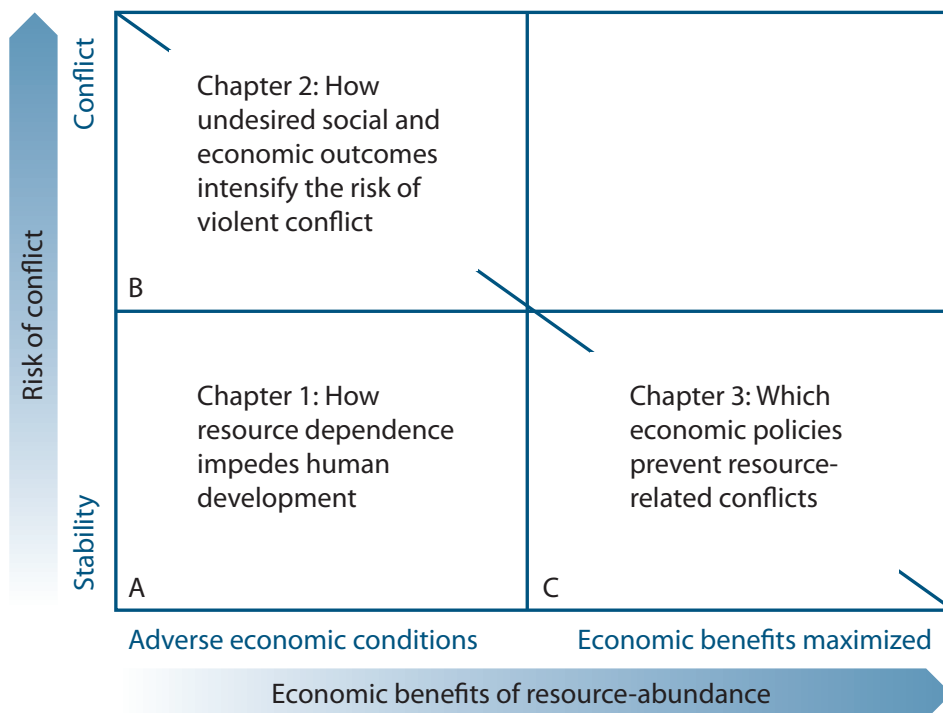 Risk of conflict
Conflict
Stability
Chapter 2: How
undesired social and
economic outcomes
intensify the risk of
violent conflict
B
Chapter 1: How
resource dependence
impedes human
development
A
Chapter 3: Which
economic policies
prevent resource-
related conflicts
C
Adverse economic conditions
Economic benefits maximized
Economic benefits of resource-abundance